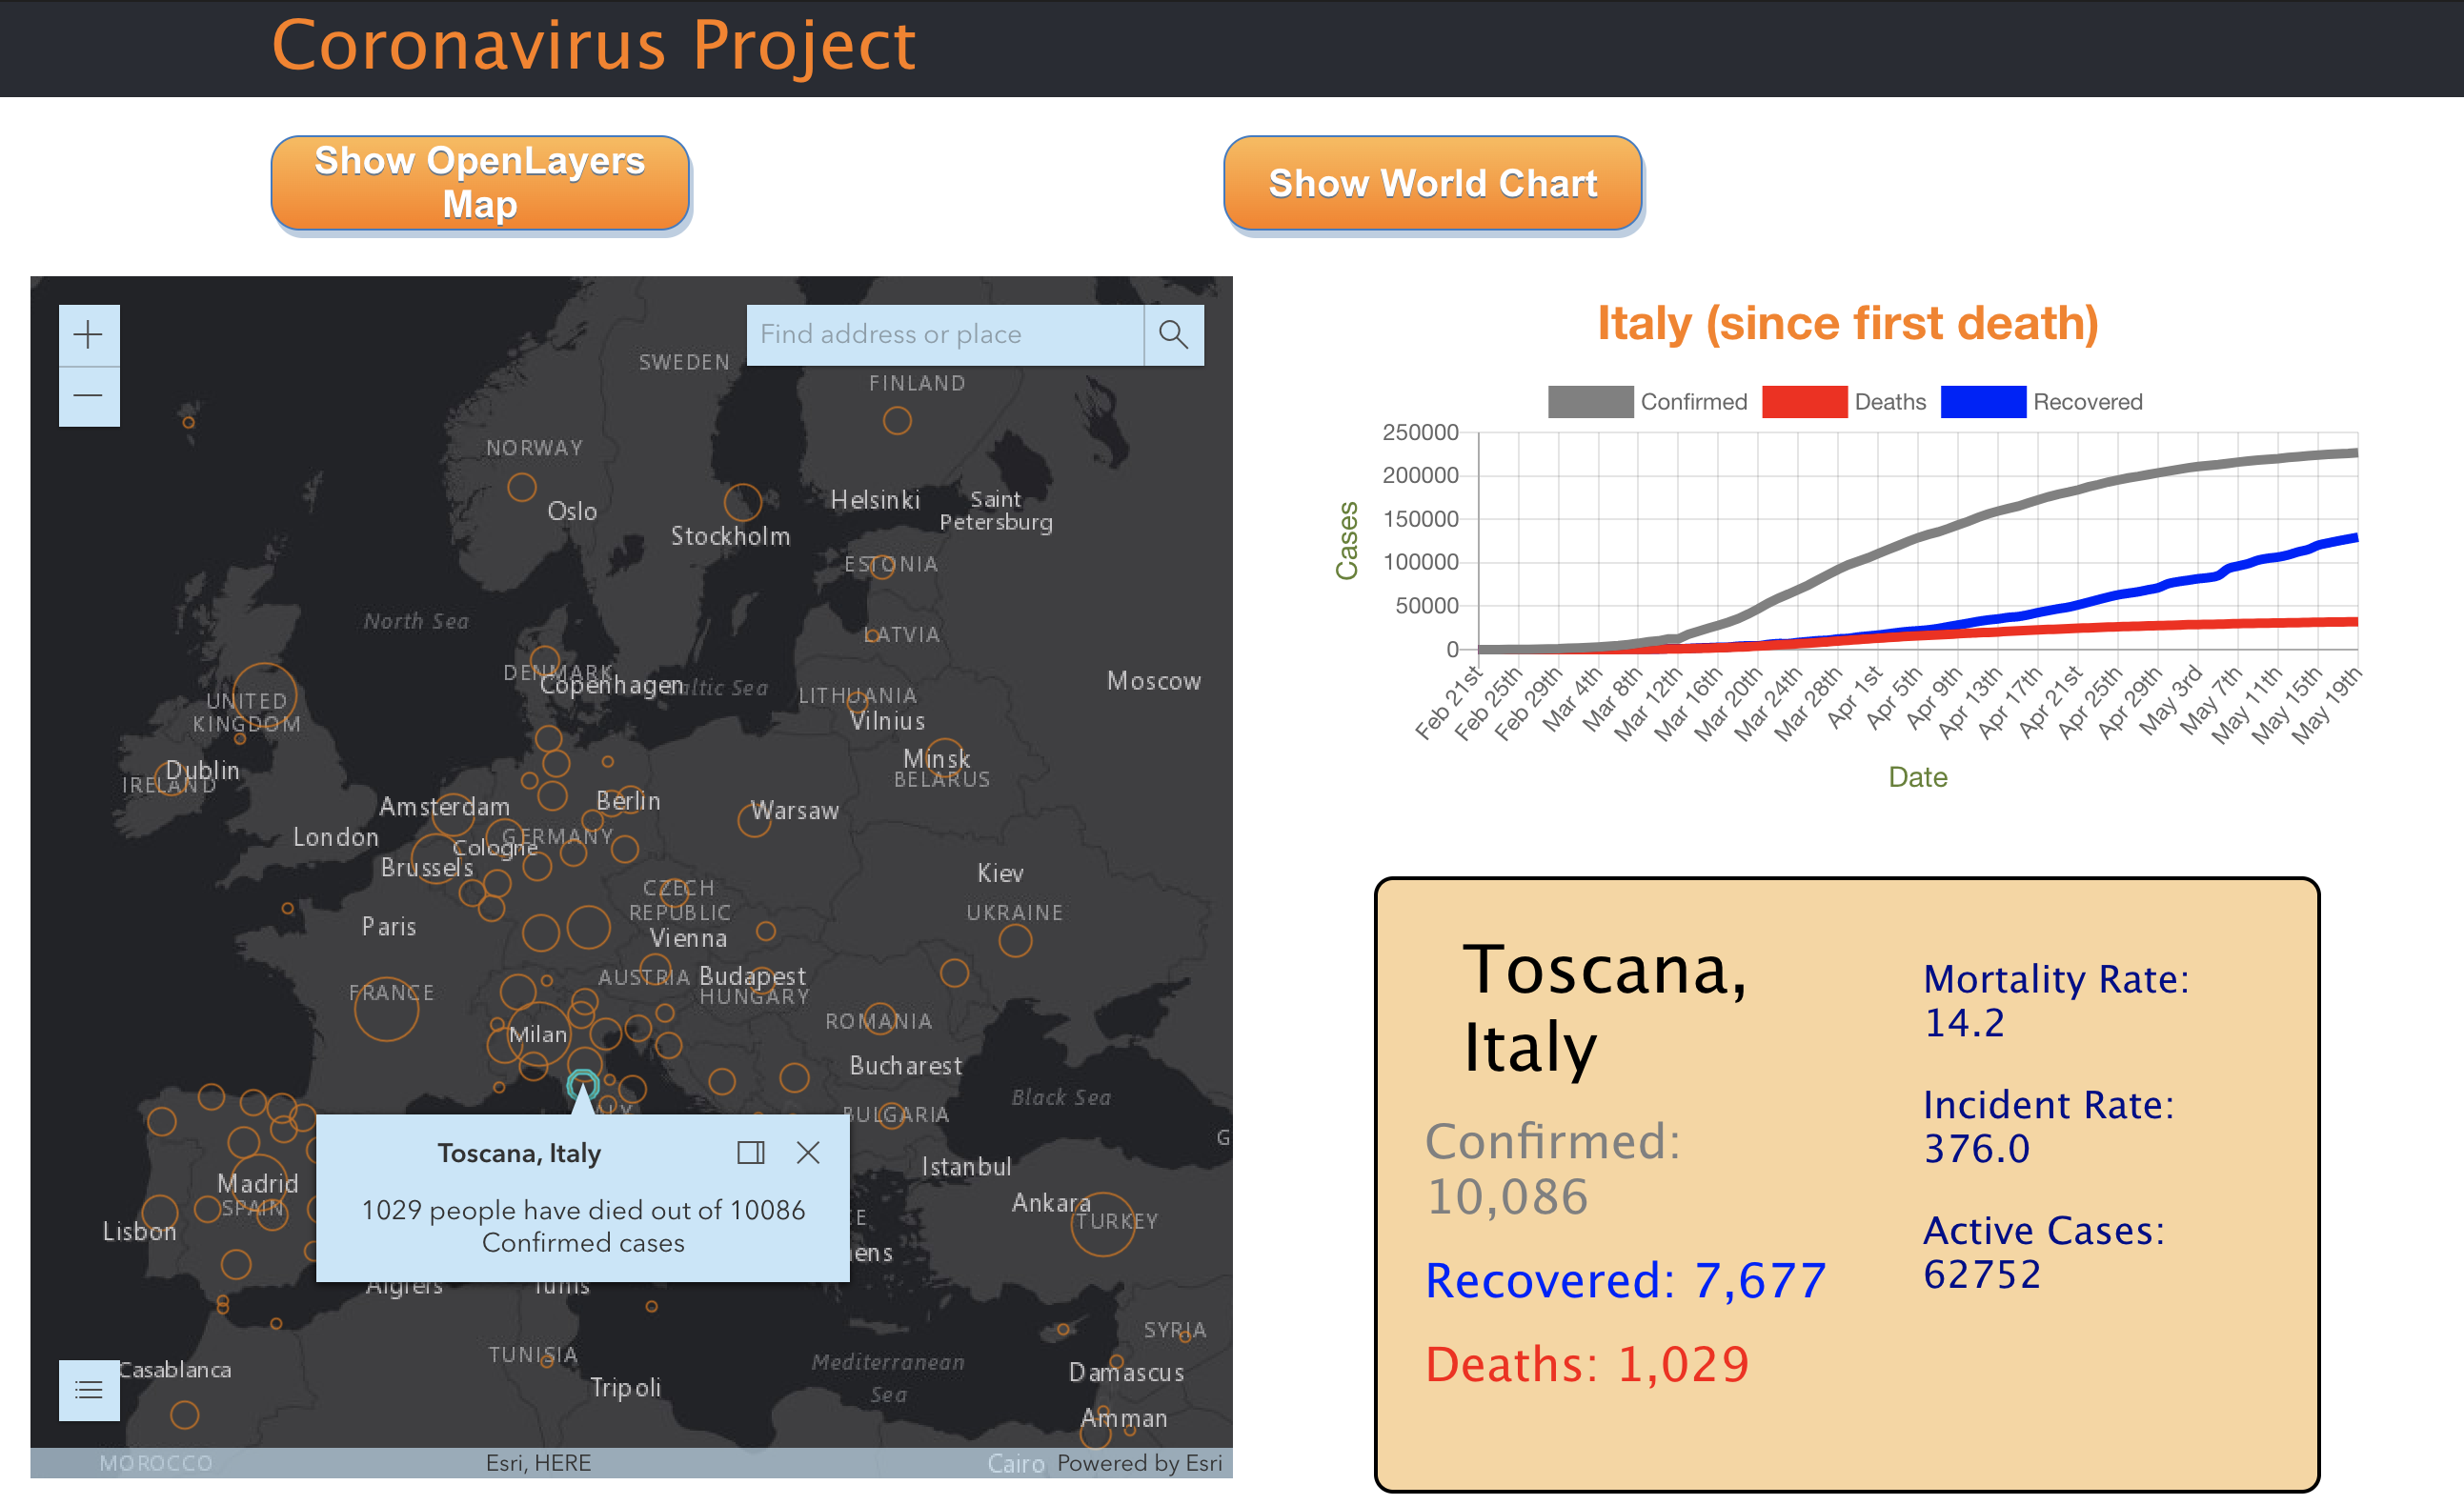 Coronavirus Project
Show OpenLayers
Map
Show World Chart
Find address or place
SWEDEN
FINLAND
NORWAY
Oslo
Helsinki
Saint
Petersburg
Stockholm
ESTONIA
North Sea
LATVIA
DENMARK
Copenhagen
Baltic Sea
Moscow
LITHUANIA
UNITED
KINGDOM
Vilnius
Minsk
BELARUS
Dublin
IRELAND
Amsterdam
Berlin
Warsaw
London
GERMANY
Cologne
Brussels
Kiev
CZECH
REPUBLIC
UKRAINE
Paris
Vienna
AUSTRIA
Budapest
HUNGARY
FRANCE
ROMANIA
Milan
Bucharest
Black Sea
BULGARIA
Toscana, Italy
1029 people have died out of 10086
Confirmed cases
Istanbul
Madrid
SPAIN
Ankara
TURKEY
Lisbon
Algiers
Tunis
SYRIA
TUNISIA
Casablanca
Mediterranean
Sea
Damascus
Tripoli
Amman
MOROCCO
Esri, HERE
Cairo
Powered by Esri
Italy (since first death)
Confirmed
Deaths
Recovered
250000
200000
150000
100000
50000
0
Cases
Feb 21st
Feb 25th
Feb 29th
Mar 4th
Mar 8th
Mar 12th
Mar 16th
Mar 20th
Mar 24th
Mar 28th
Apr 1st
Apr 5th
Apr 9th
Apr 13th
Apr 17th
Apr 21st
Apr 25th
Apr 29th
May 3rd
May 7th
May 11th
May 15th
May 19th
Date
Toscana,
Italy
Confirmed:
10,086
Recovered: 7,677
Deaths: 1,029
Mortality Rate:
14.2
Incident Rate:
376.0
Active Cases:
62752